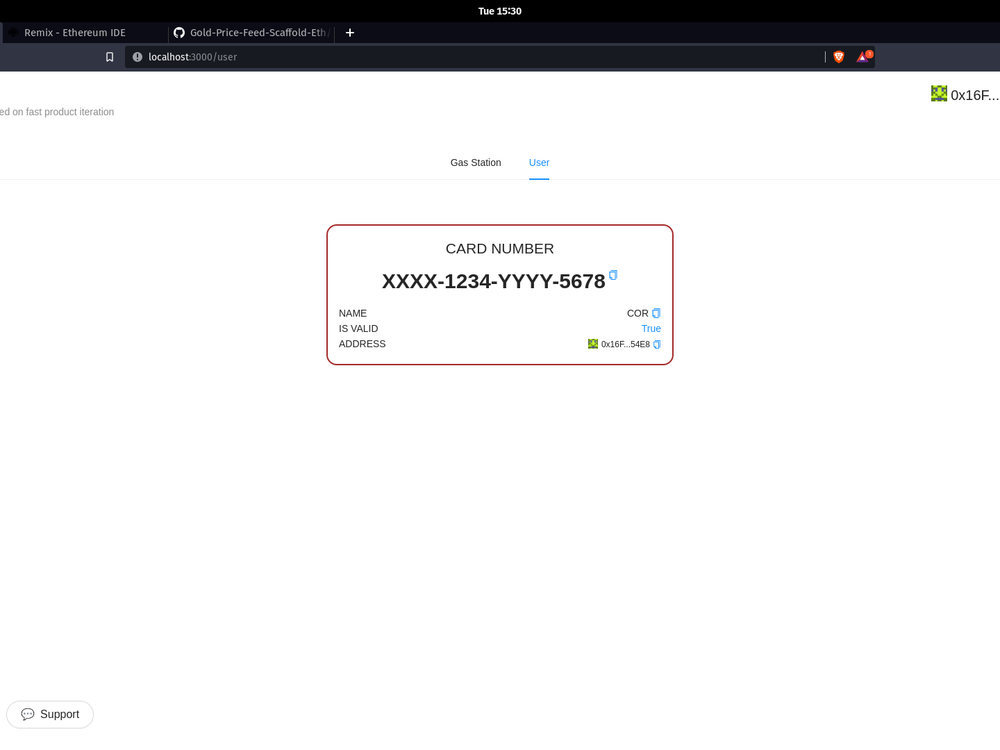 Tue 15:30
Remix - Ethereum IDE
Gold-Price-Feed-Scaffold-Eth/
localhost:3000/user
0x16F...
ed on fast product iteration
Gas Station User
CARD NUMBER
XXXX-1234-YYYY-5678
NAME COR
IS VALID True
ADDRESS 0x16F...54E8
Support